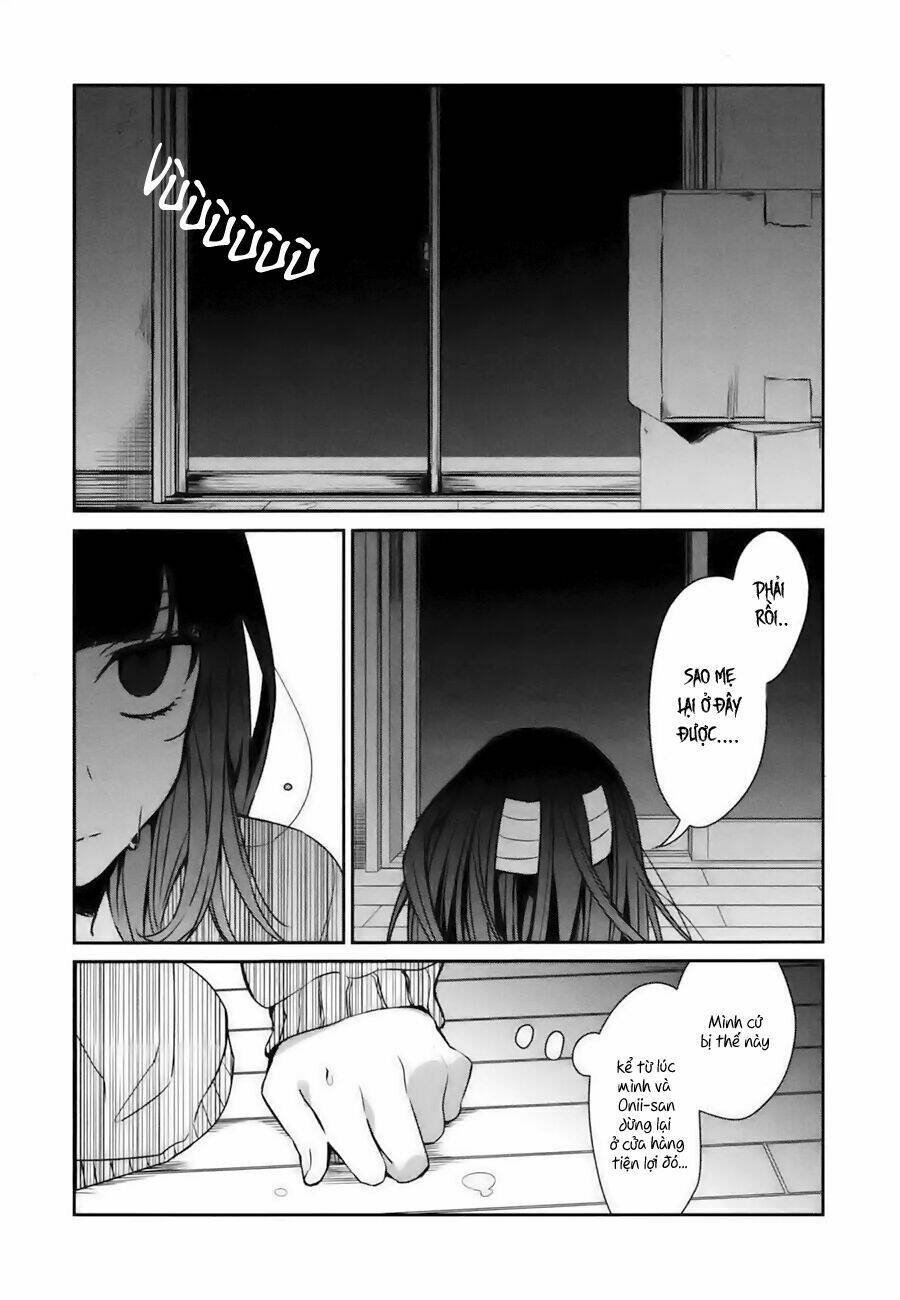 VÙÙÙÙÙÙ
PHẢI
RỒI..
SAO MẸ
LẠI Ở ĐÂY
ĐƯỢC....
Mình cứ
bị thế này
kể từ lúc
mình và
Onii-san
dừng lại
ở cửa hàng
tiện lợi đó...